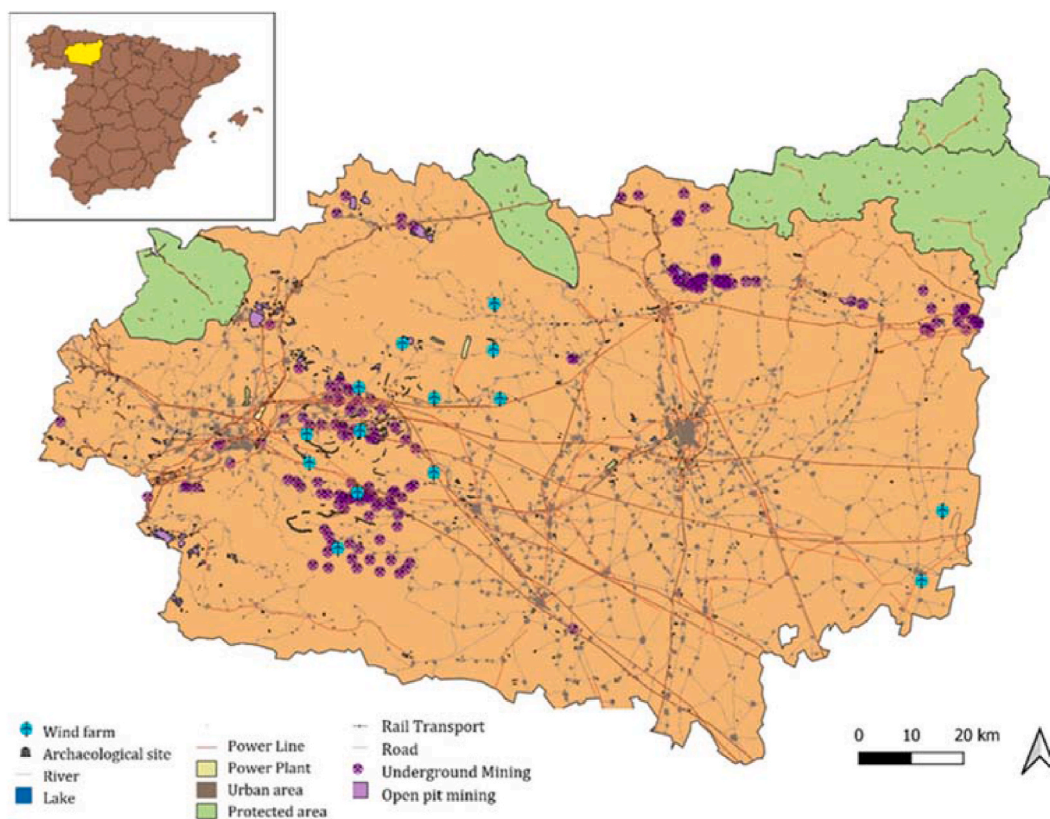 Wind farm
Archaeological site
River
Lake
Power Line
Power Plant
Urban area
Protected area
Rail Transport
Road
Underground Mining
Open pit mining
0 10 20 km